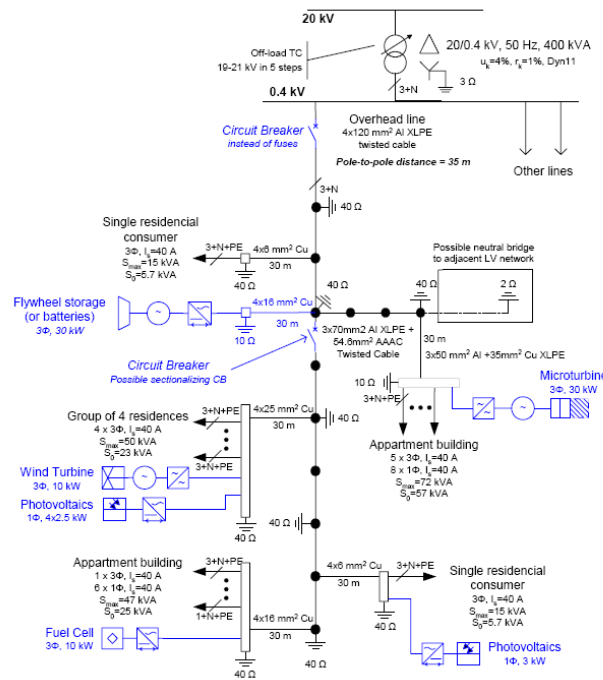 20 kV
Off-load TC
19-21 kV in 5 steps
20/0.4 kV, 50 Hz, 400 kVA
uk=4%, rk=1%, Dyn11
3 Ω
3+N
0.4 kV
Circuit Breaker
instead of fuses
Overhead line
4x120 mm² Al XLPE
twisted cable
Pole-to-pole distance = 35 m
Other lines
3+N
40 Ω
Single residencial
consumer
3Φ, Is=40 A
Smax=15 kVA
S0=5.7 kVA
3+N+PE
4x6 mm² Cu
30 m
40 Ω
40 Ω
Possible neutral bridge
to adjacent LV network
40 Ω
2 Ω
Flywheel storage
(or batteries)
3Φ, 30 kW
4x16 mm² Cu
30 m
10 Ω
3x70mm2 Al XLPE +
54.6mm² AAAC
Twisted Cable
30 m
3x50 mm² Al +35mm² Cu XLPE
Circuit Breaker
Possible sectionalizing CB
10 Ω
3+N+PE
Microturbine
3Φ, 30 kW
Appartment building
5 x 3Φ, Is=40 A
8 x 1Φ, Is=40 A
Smax=72 kVA
S0=57 kVA
Group of 4 residences
4 x 3Φ, Is=40 A
Smax=50 kVA
S0=23 kVA
3+N+PE
3+N+PE
4x25 mm² Cu
30 m
40 Ω
Wind Turbine
3Φ, 10 kW
Photovoltaics
1Φ, 4x2.5 kW
40 Ω
40 Ω
Appartment building
1 x 3Φ, Is=40 A
6 x 1Φ, Is=40 A
Smax=47 kVA
S0=25 kVA
3+N+PE
1+N+PE
4x16 mm² Cu
30 m
40 Ω
40 Ω
Fuel Cell
3Φ, 10 kW
4x6 mm² Cu
30 m
3+N+PE
40 Ω
Single residencial
consumer
3Φ, Is=40 A
Smax=15 kVA
S0=5.7 kVA
Photovoltaics
1Φ, 3 kW